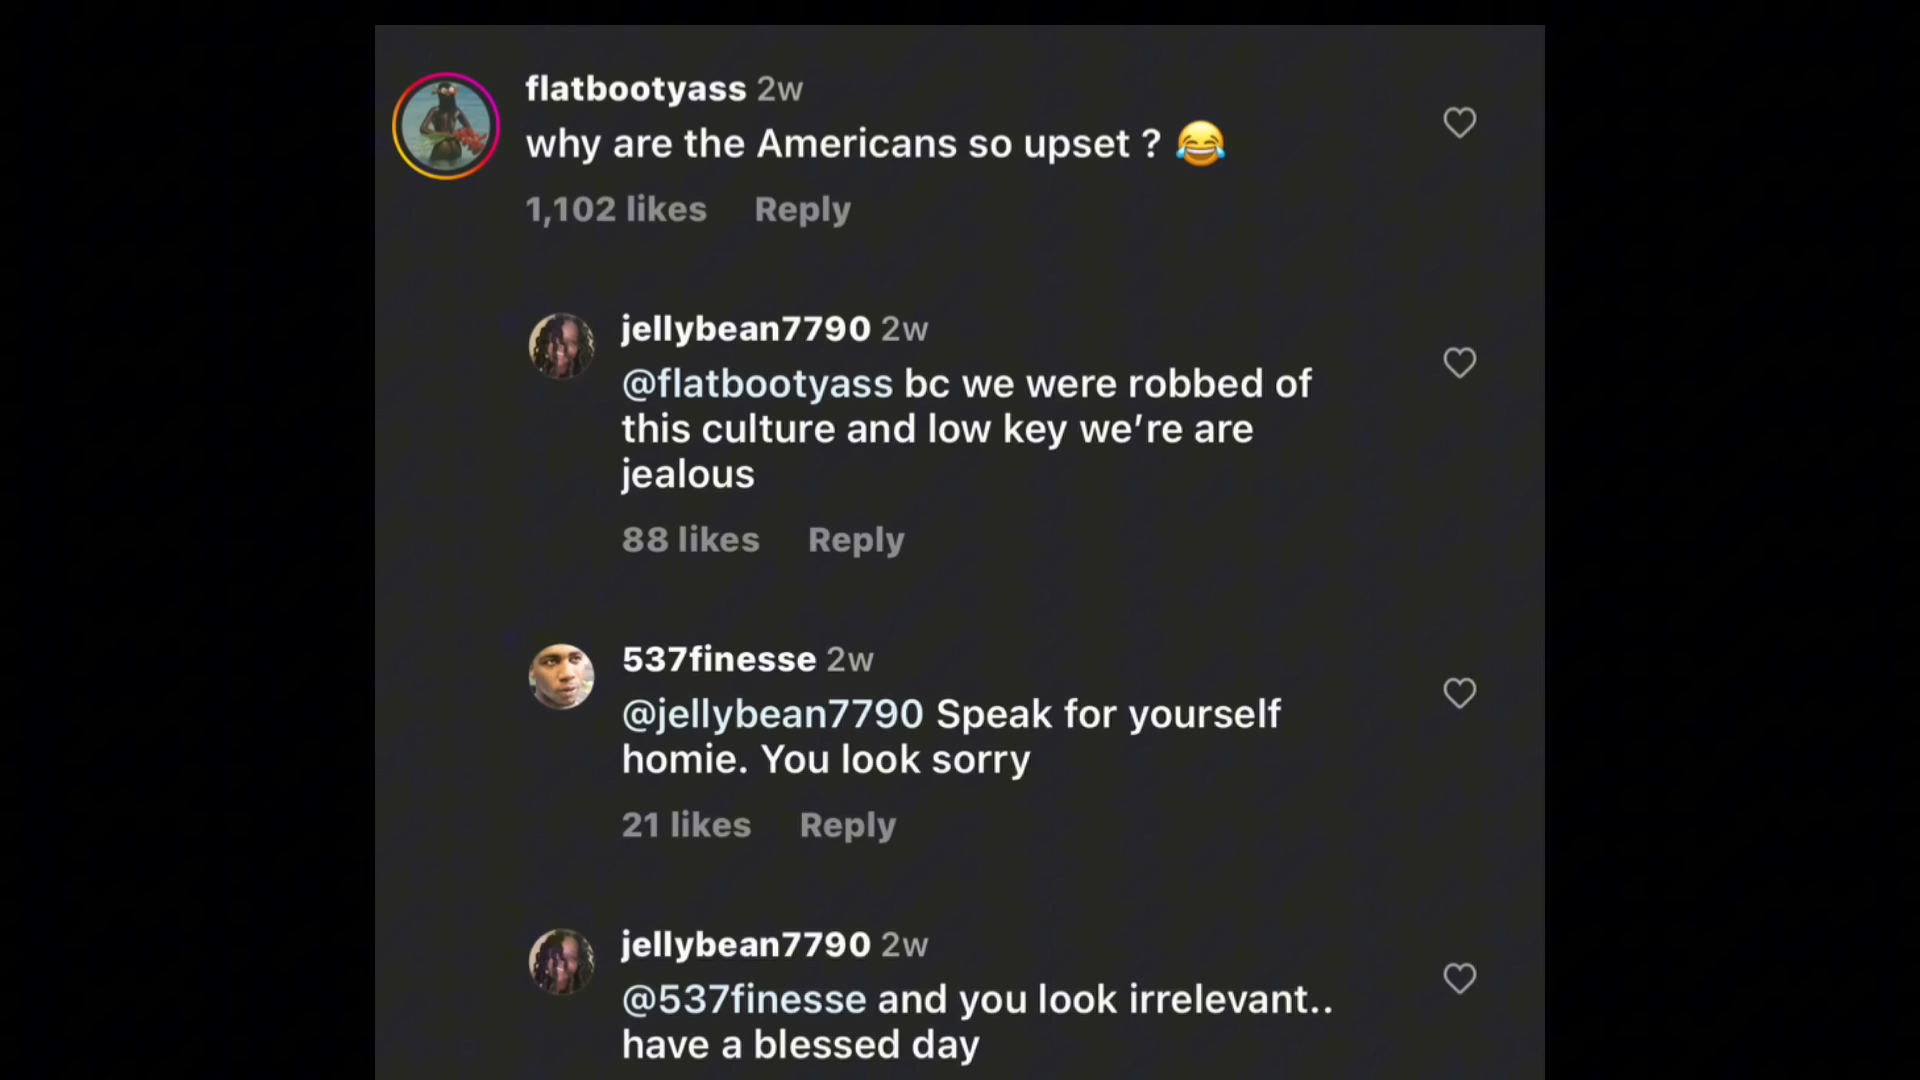 flatbootyass 2w
why are the Americans so upset ? 😂
1,102 likes Reply
jellybean7790 2w
@flatbootyass bc we were robbed of
this culture and low key we’re are
jealous
88 likes Reply
537finesse 2w
@jellybean7790 Speak for yourself
homie. You look sorry
21 likes Reply
jellybean7790 2w
@537finesse and you look irrelevant..
have a blessed day